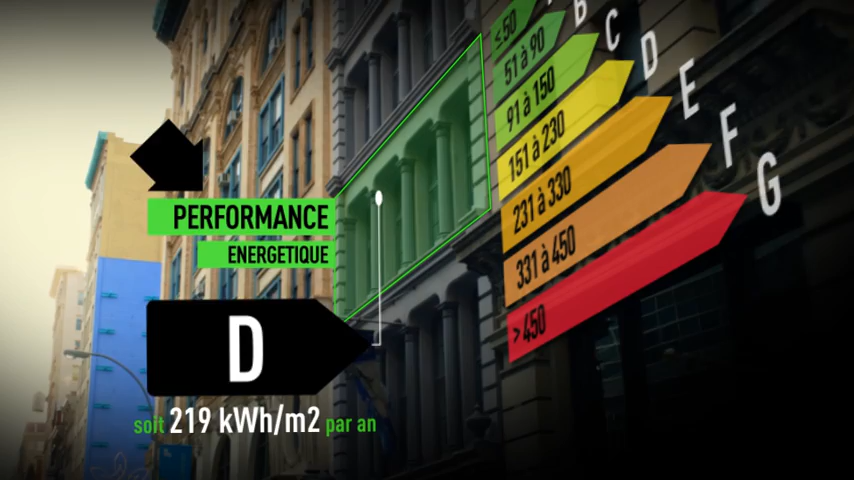 ≤50 A
51 à 90 B
91 à 150 C
151 à 230 D
231 à 330 E
331 à 450 F
> 450 G
PERFORMANCE
ENERGETIQUE
D
soit 219 kWh/m2 par an